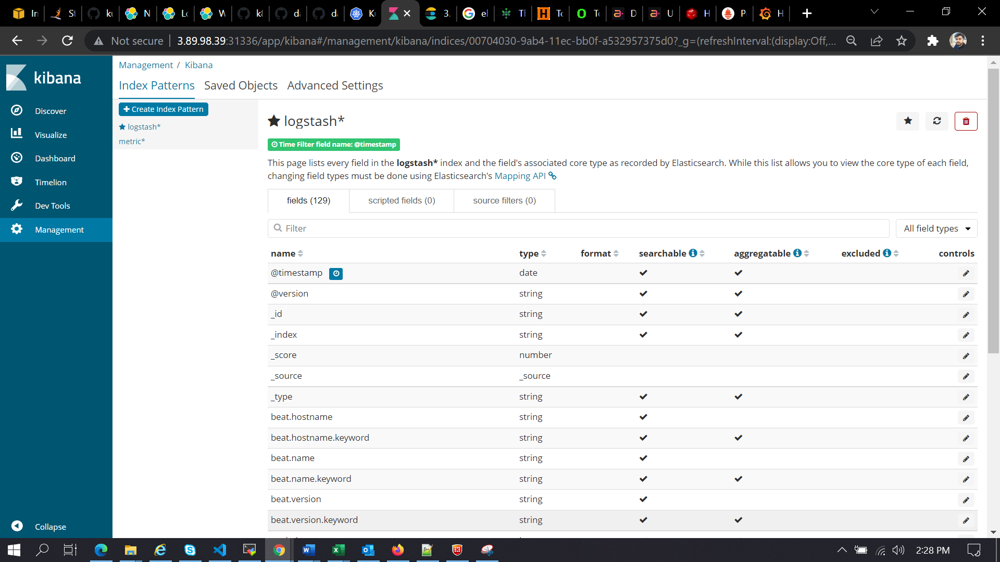 In
St
ku
N
Lo
W
k8
da
da
Ku
3.
el
Tl
To
To
D
U
H
P
H
Not secure
3.89.98.39:31336/app/kibana#/management/kibana/indices/00704030-9ab4-11ec-bb0f-a532957375d0?_g=(refreshInterval:(display:Off,...
kibana
Discover
Visualize
Dashboard
Timelion
Dev Tools
Management
Collapse
Management / Kibana
Index Patterns Saved Objects Advanced Settings
Create Index Pattern
logstash*
metric*
logstash*
Time Filter field name: @timestamp
This page lists every field in the logstash* index and the field's associated core type as recorded by Elasticsearch. While this list allows you to view the core type of each field,
changing field types must be done using Elasticsearch's Mapping API
fields (129) scripted fields (0) source filters (0)
Filter
All field types
name type format searchable aggregatable excluded controls
@timestamp date
@version string
_id string
_index string
_score number
_source _source
_type string
beat.hostname string
beat.hostname.keyword string
beat.name string
beat.name.keyword string
beat.version string
beat.version.keyword string
2:28 PM